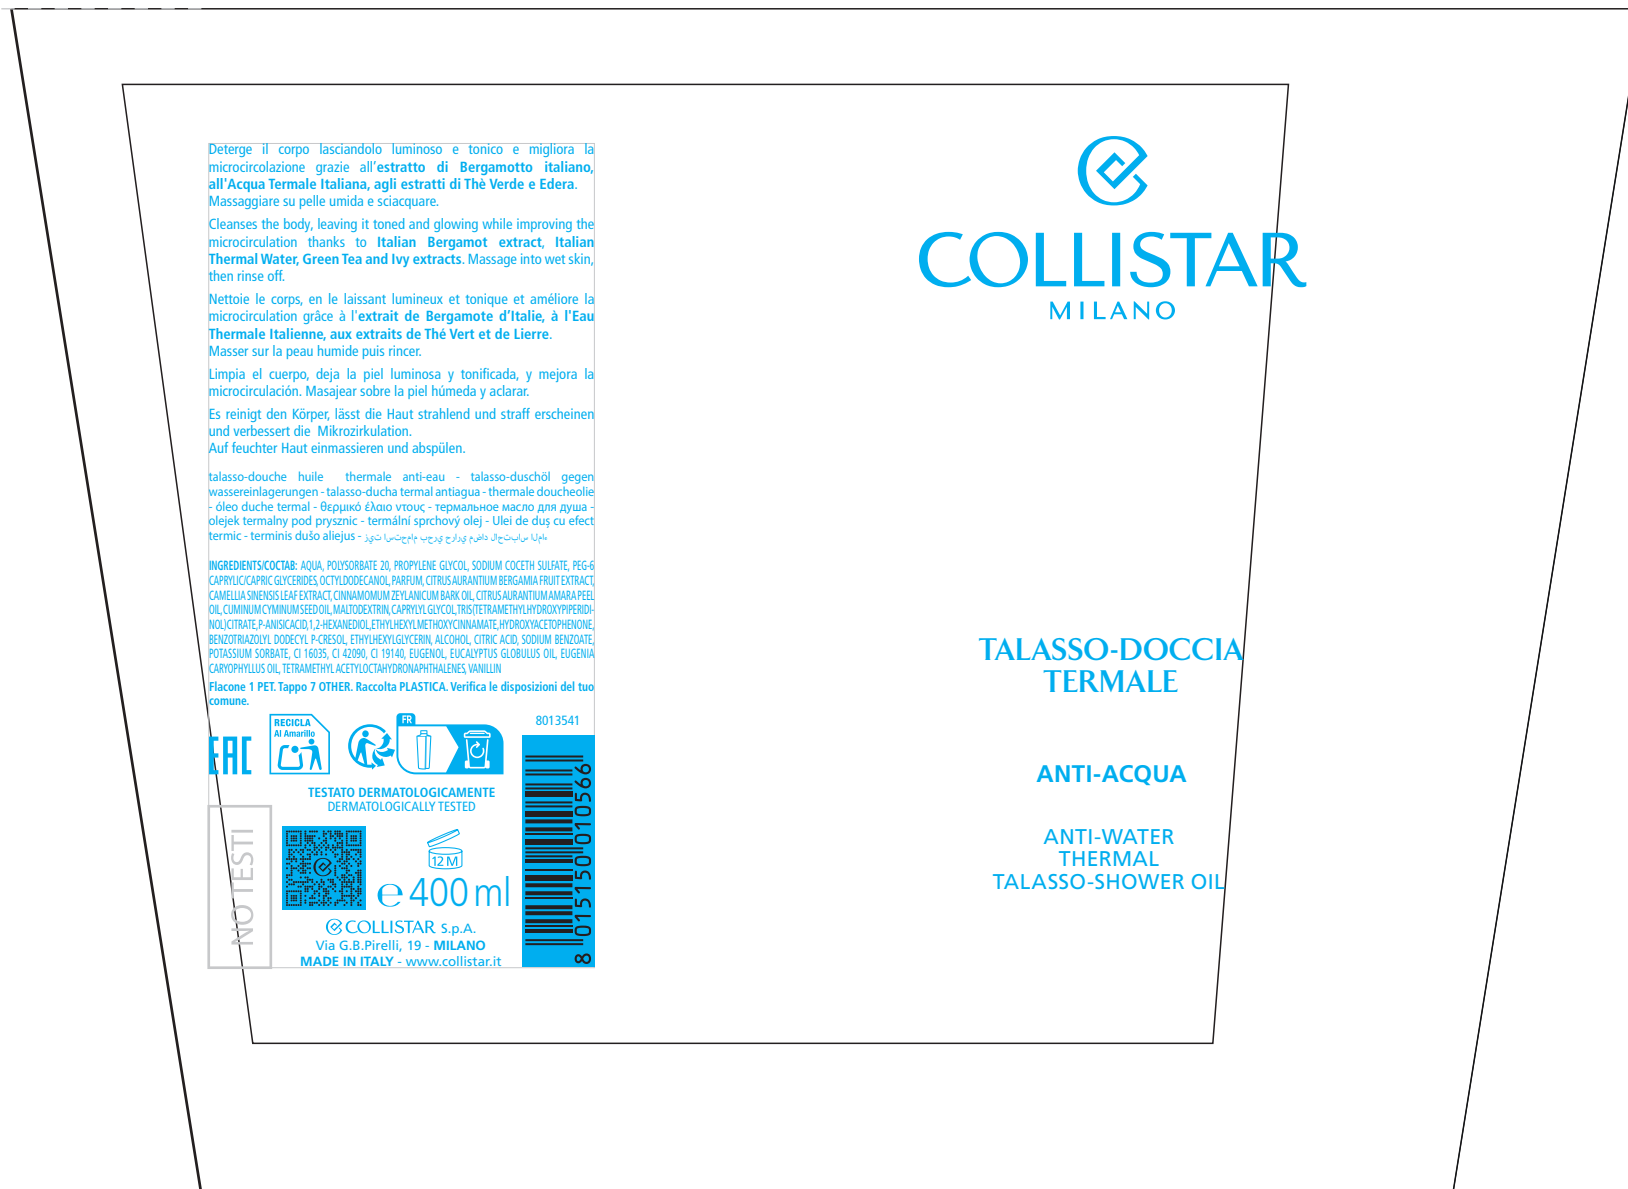 Deterge il corpo lasciandolo luminoso e tonico e migliora la
microcircolazione grazie all'estratto di Bergamotto italiano,
all'Acqua Termale Italiana, agli estratti di Thè Verde e Edera.
Massaggiare su pelle umida e sciacquare.
Cleanses the body, leaving it toned and glowing while improving the
microcirculation thanks to Italian Bergamot extract, Italian
Thermal Water, Green Tea and Ivy extracts. Massage into wet skin,
then rinse off.
Nettoie le corps, en le laissant lumineux et tonique et améliore la
microcirculation grâce à l'extrait de Bergamote d'Italie, à l'Eau
Thermale Italienne, aux extraits de Thé Vert et de Lierre.
Masser sur la peau humide puis rincer.
Limpia el cuerpo, deja la piel luminosa y tonificada, y mejora la
microcirculación. Masajear sobre la piel húmeda y aclarar.
Es reinigt den Körper, lässt die Haut strahlend und straff erscheinen
und verbessert die Mikrozirkulation.
Auf feuchter Haut einmassieren und abspülen.
talasso-douche huile thermale anti-eau - talasso-duschöl gegen
wassereinlagerungen - talasso-ducha termal antiagua - thermale doucheolie
- óleo duche termal - θερμικό έλαιο ντους - термальное масло для душа -
olejek termalny pod prysznic - termální sprchový olej - Ulei de duş cu efect
termic - terminis dušo aliejus -
INGREDIENTS/COCTAB: AQUA, POLYSORBATE 20, PROPYLENE GLYCOL, SODIUM COCETH SULFATE, PEG-6
CAPRYLIC/CAPRIC GLYCERIDES, OCTYLDODECANOL, PARFUM, CITRUS AURANTIUM BERGAMIA FRUIT EXTRACT,
CAMELLIA SINENSIS LEAF EXTRACT, CINNAMOMUM ZEYLANICUM BARK OIL, CITRUS AURANTIUM AMARA PEEL
OIL, CUMINUM CYMINUM SEED OIL, MALTODEXTRIN, CAPRYLYL GLYCOL, TRIS(TETRAMETHYLHYDROXYPIPERIDI-
NOL) CITRATE, P-ANISIC ACID, 1,2-HEXANEDIOL, ETHYLHEXYL METHOXYCINNAMATE, HYDROXYACETOPHENONE,
BENZOTRIAZOLYL DODECYL P-CRESOL, ETHYLHEXYLGLYCERIN, ALCOHOL, CITRIC ACID, SODIUM BENZOATE,
POTASSIUM SORBATE, CI 16035, CI 42090, CI 19140, EUGENOL, EUCALYPTUS GLOBULUS OIL, EUGENIA
CARYOPHYLLUS OIL, TETRAMETHYL ACETYLOCTAHYDRONAPHTHALENES, VANILLIN
Flacone 1 PET. Tappo 7 OTHER. Raccolta PLASTICA. Verifica le disposizioni del tuo
comune.
EAC
RECICLA
Al Amarillo
FR
8013541
TESTATO DERMATOLOGICAMENTE
DERMATOLOGICALLY TESTED
NO TESTI
12 M
℮ 400 ml
COLLISTAR S.p.A.
Via G.B.Pirelli, 19 - MILANO
MADE IN ITALY - www.collistar.it
8 015150 010566
COLLISTAR
MILANO
TALASSO-DOCCIA
TERMALE
ANTI-ACQUA
ANTI-WATER
THERMAL
TALASSO-SHOWER OIL